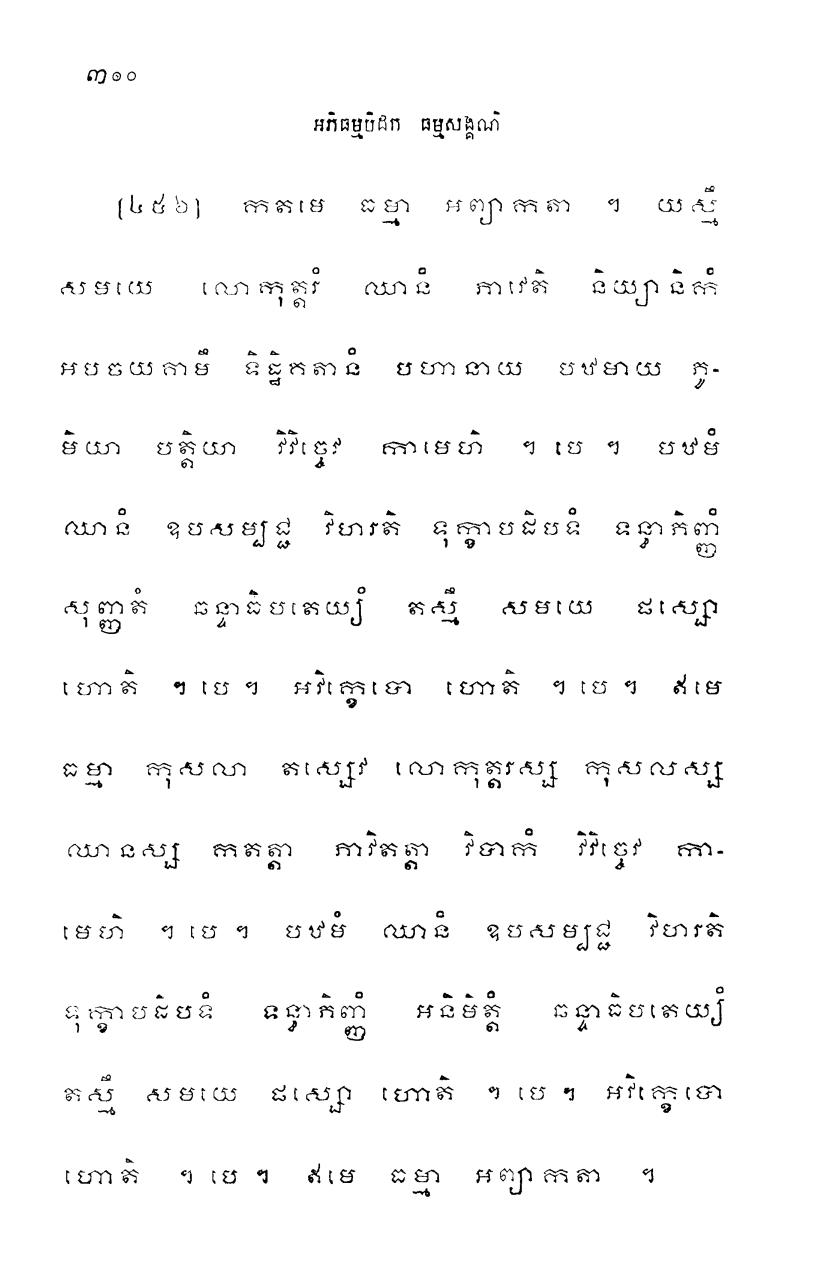 ៣១០
អភិធម្មបិដក ធម្មសង្គណិ
[៤៥៦] កតមេ ធម្មា អព្យាកតា ។ យស្មឹ
សមយេ លោកុត្តរំ ឈានំ ភាវេតិ និយ្យានិកំ
អបចយគាមឹ ទិដ្ឋិគតានំ បហានាយ បឋមាយ ភូ-
មិយា បត្តិយា វិវិច្ចេវ កាមេហិ ។ បេ ។ បឋមំ
ឈានំ ឧបសម្បជ្ជ វិហរតិ ទុក្ខាបដិបទំ ទន្ធាភិញ្ញំ
សុញ្ញតំ ឆន្ទាធិបតេយ្យំ តស្មឹ សមយេ ផស្សោ
ហោតិ ។ បេ ។ អវិក្ខេបោ ហោតិ ។ បេ ។ ឥមេ
ធម្មា កុសលា តស្សេវ លោកុត្តរស្ស កុសលស្ស
ឈានស្ស កតត្តា ភាវិតត្តា វិបាកំ វិវិច្ចេវ កា-
មេហិ ។ បេ ។ បឋមំ ឈានំ ឧបសម្បជ្ជ វិហរតិ
ទុក្ខាបដិបទំ ទន្ធាភិញ្ញំ អនិមិត្តំ ឆន្ទាធិបតេយ្យំ
តស្មឹ សមយេ ផស្សោ ហោតិ ។ បេ ។ អវិក្ខេបោ
ហោតិ ។ បេ ។ ឥមេ ធម្មា អព្យាកតា ។